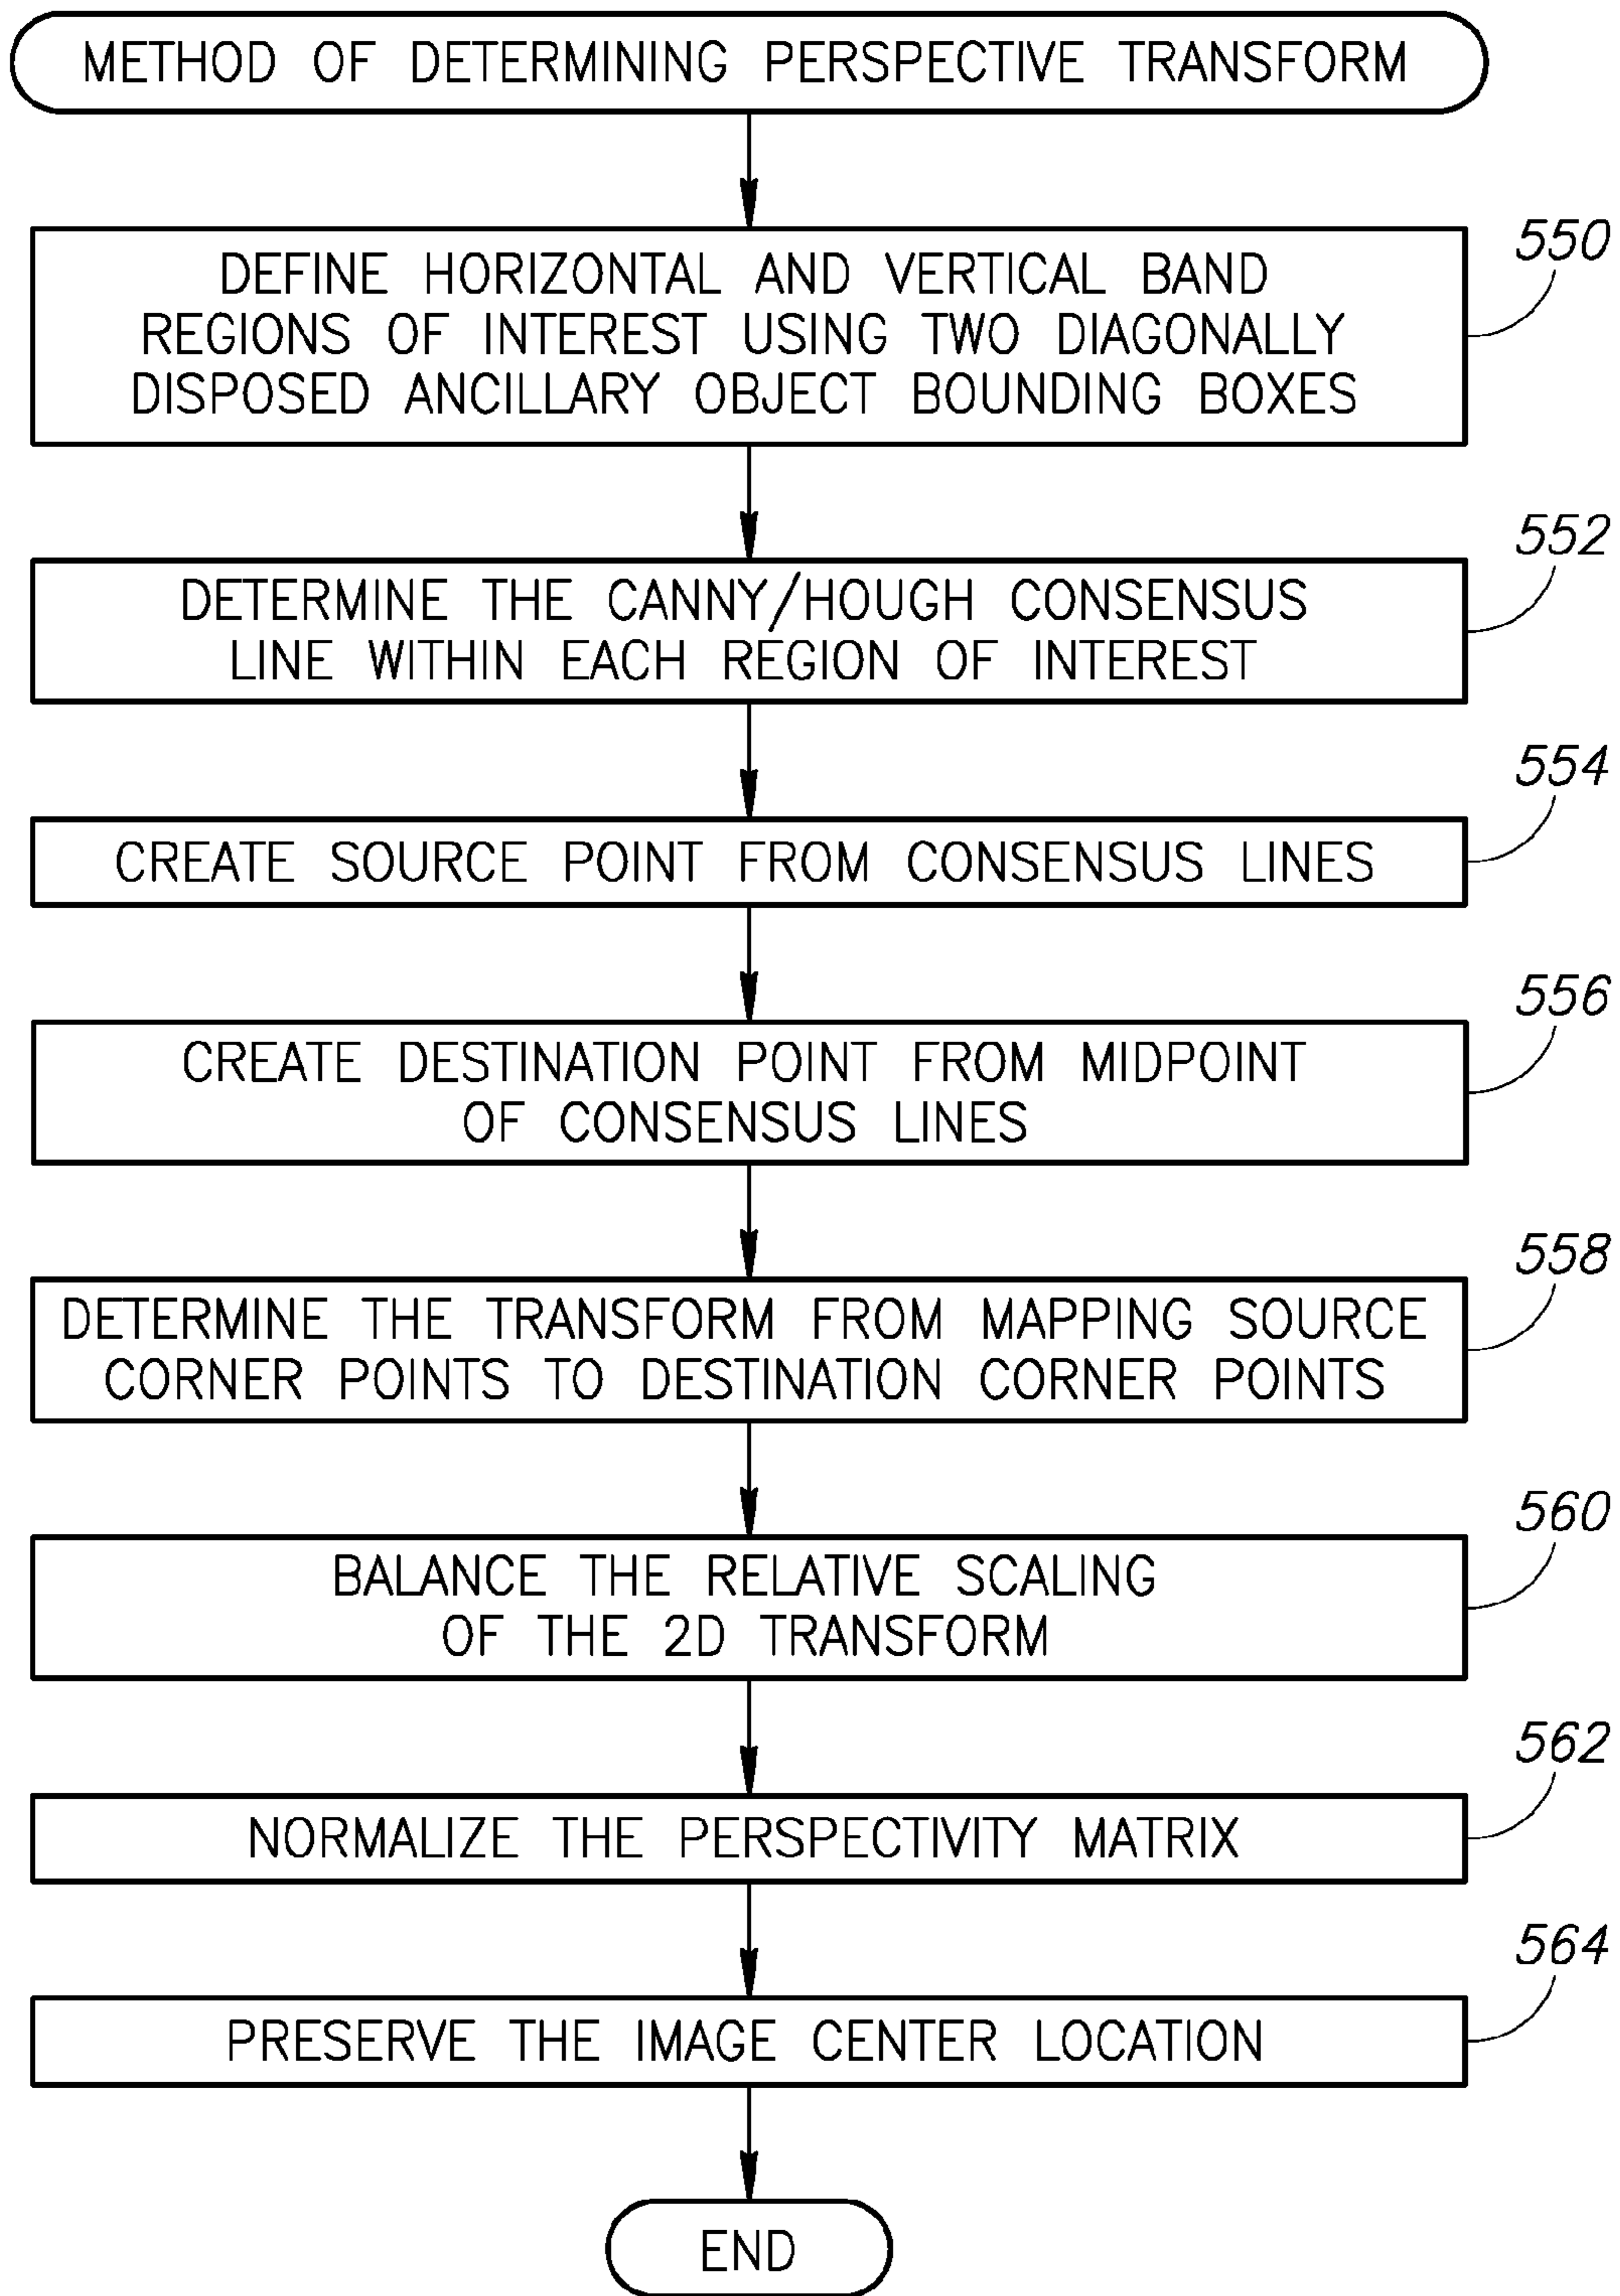 METHOD OF DETERMINING PERSPECTIVE TRANSFORM
550
DEFINE HORIZONTAL AND VERTICAL BAND
REGIONS OF INTEREST USING TWO DIAGONALLY
DISPOSED ANCILLARY OBJECT BOUNDING BOXES
552
DETERMINE THE CANNY/HOUGH CONSENSUS
LINE WITHIN EACH REGION OF INTEREST
554
CREATE SOURCE POINT FROM CONSENSUS LINES
556
CREATE DESTINATION POINT FROM MIDPOINT
OF CONSENSUS LINES
558
DETERMINE THE TRANSFORM FROM MAPPING SOURCE
CORNER POINTS TO DESTINATION CORNER POINTS
560
BALANCE THE RELATIVE SCALING
OF THE 2D TRANSFORM
562
NORMALIZE THE PERSPECTIVITY MATRIX
564
PRESERVE THE IMAGE CENTER LOCATION
END